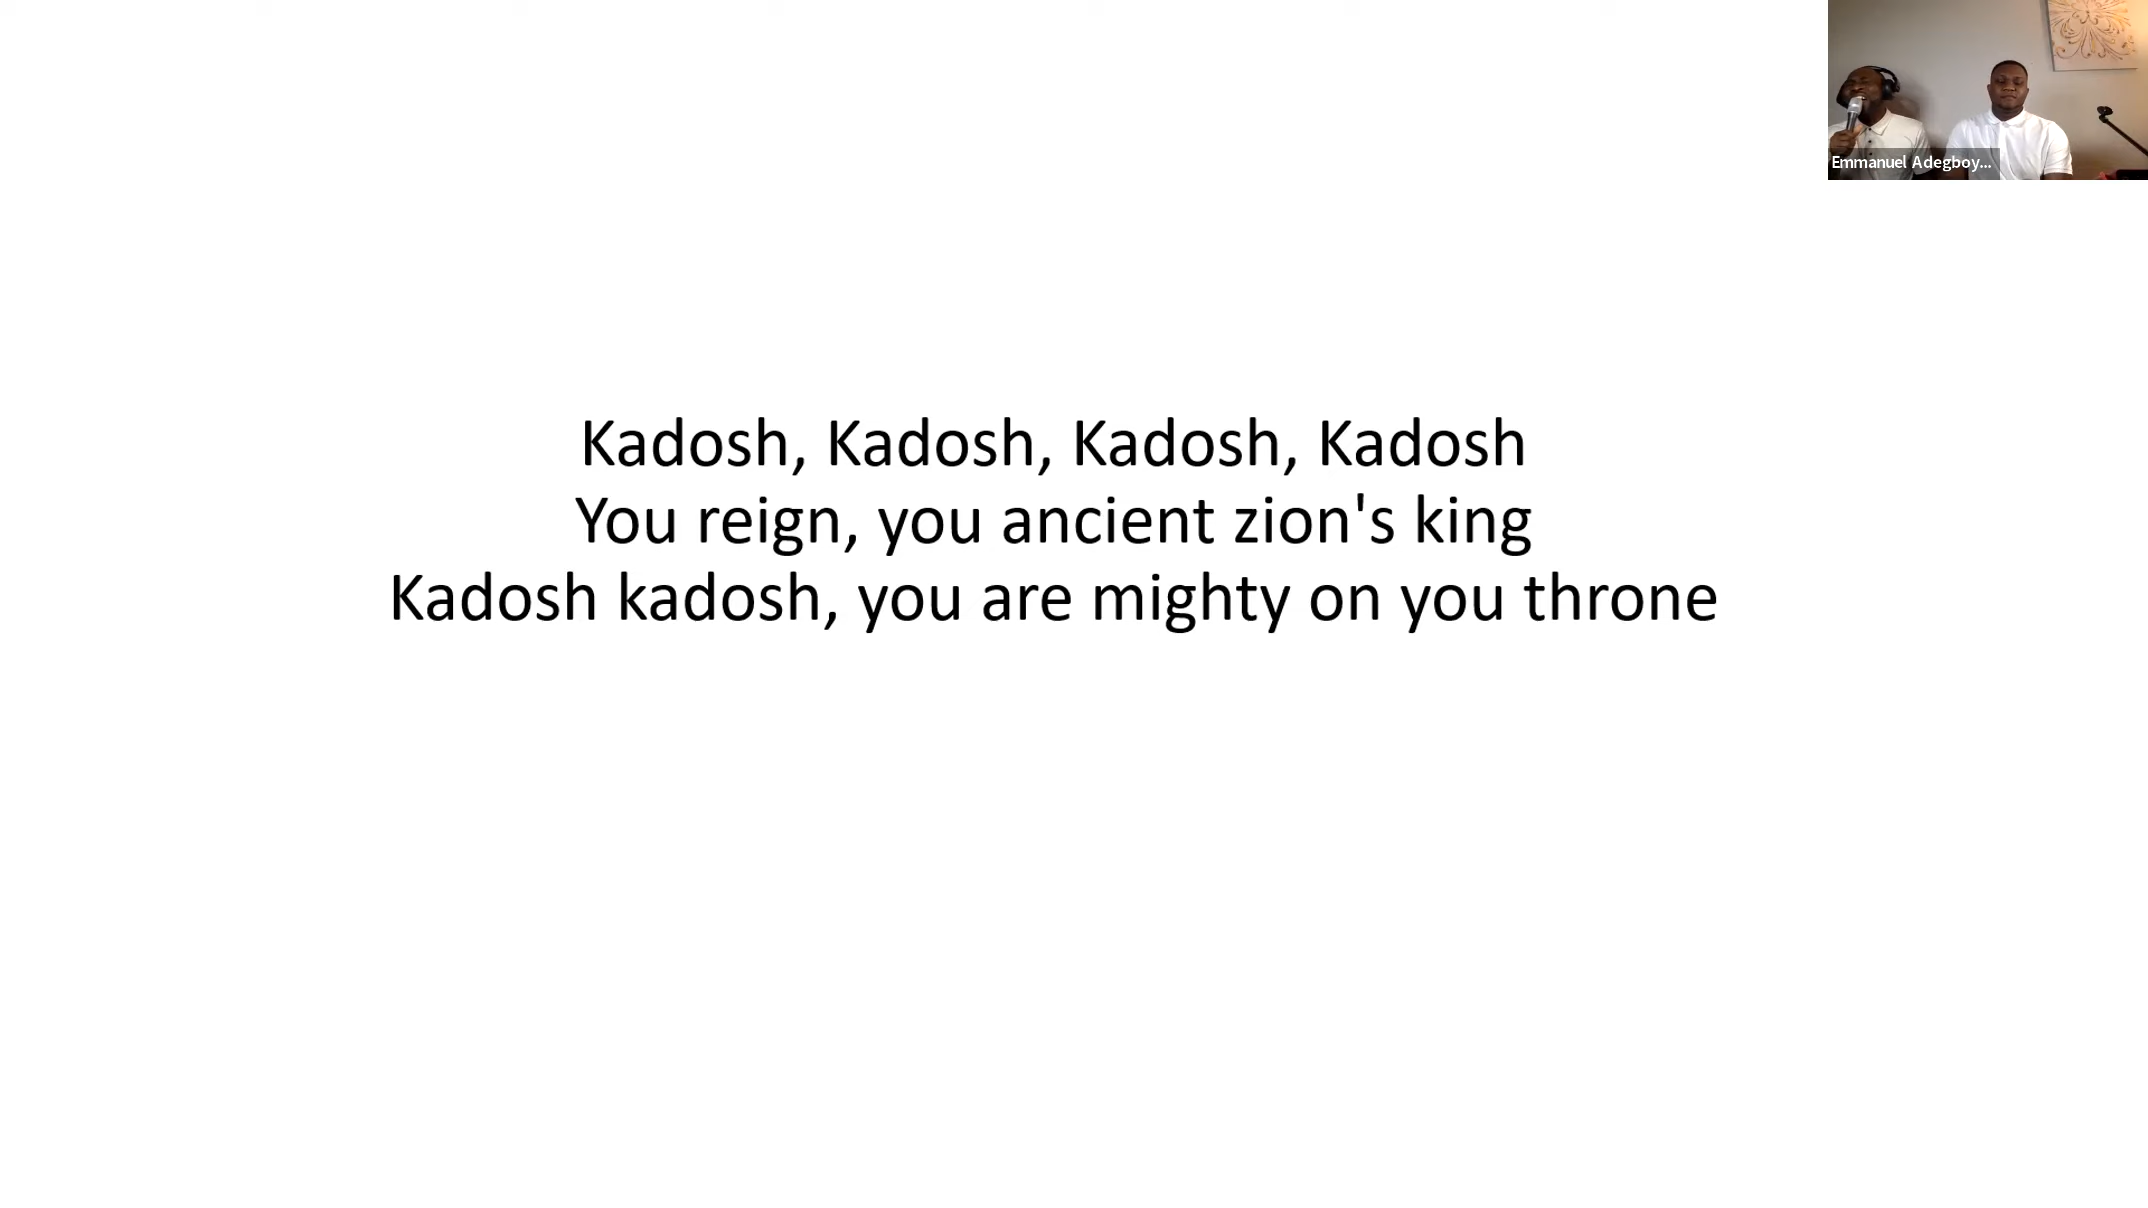 Kadosh, Kadosh, Kadosh, Kadosh
You reign, you ancient zion's king
Kadosh kadosh, you are mighty on you throne
Emmanuel Adegboy...